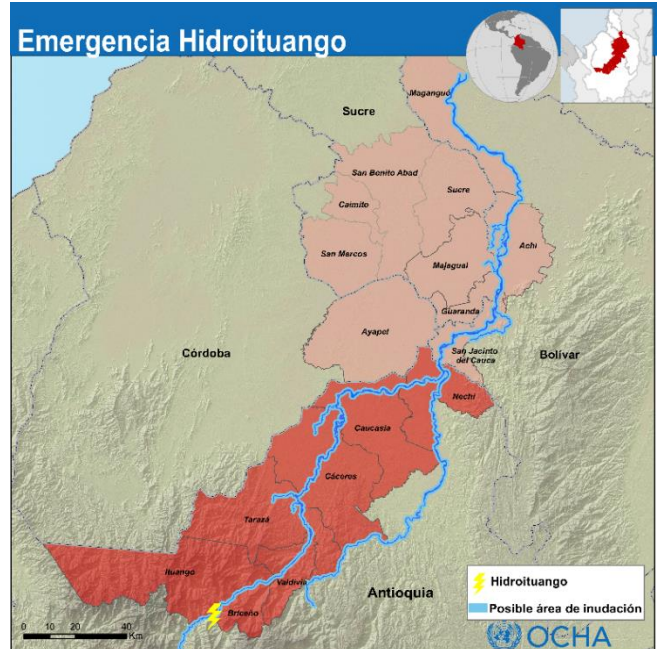 Emergencia Hidroituango
Magangué
Sucre
San Benito Abad
Sucre
Caimito
Achí
San Marcos
Majagual
Guaranda
Ayapel
Córdoba
San Jacinto
del Cauca
Bolívar
Nechí
Caucasia
Cáceres
Tarazá
Ituango
Valdivia
Briceño
Antioquia
Hidroituango
Posible área de inudación
0 10 20 40
Km.
OCHA